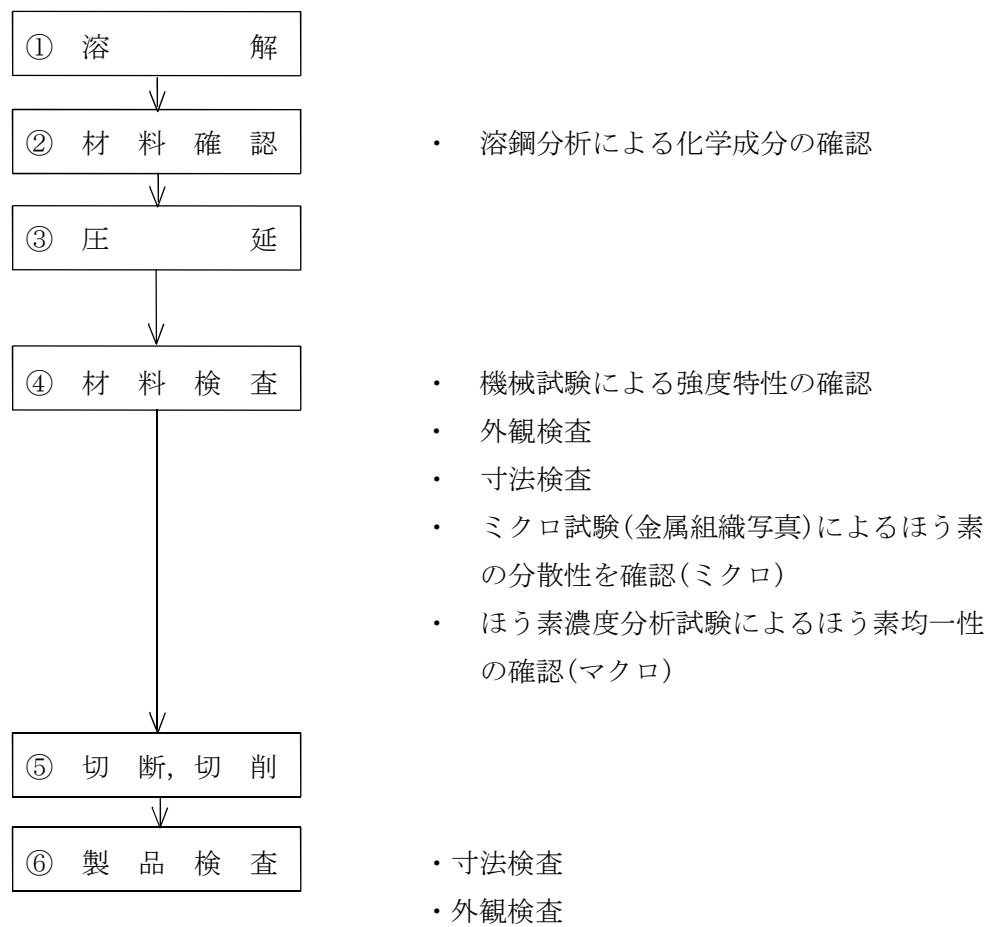 ① 溶 解
② 材 料 確 認
・ 溶鋼分析による化学成分の確認
③ 圧 延
④ 材 料 検 査
・ 機械試験による強度特性の確認
・ 外観検査
・ 寸法検査
・ ミクロ試験(金属組織写真)によるほう素
の分散性を確認(ミクロ)
・ ほう素濃度分析試験によるほう素均一性
の確認(マクロ)
⑤ 切 断, 切 削
⑥ 製 品 検 査
・寸法検査
・外観検査